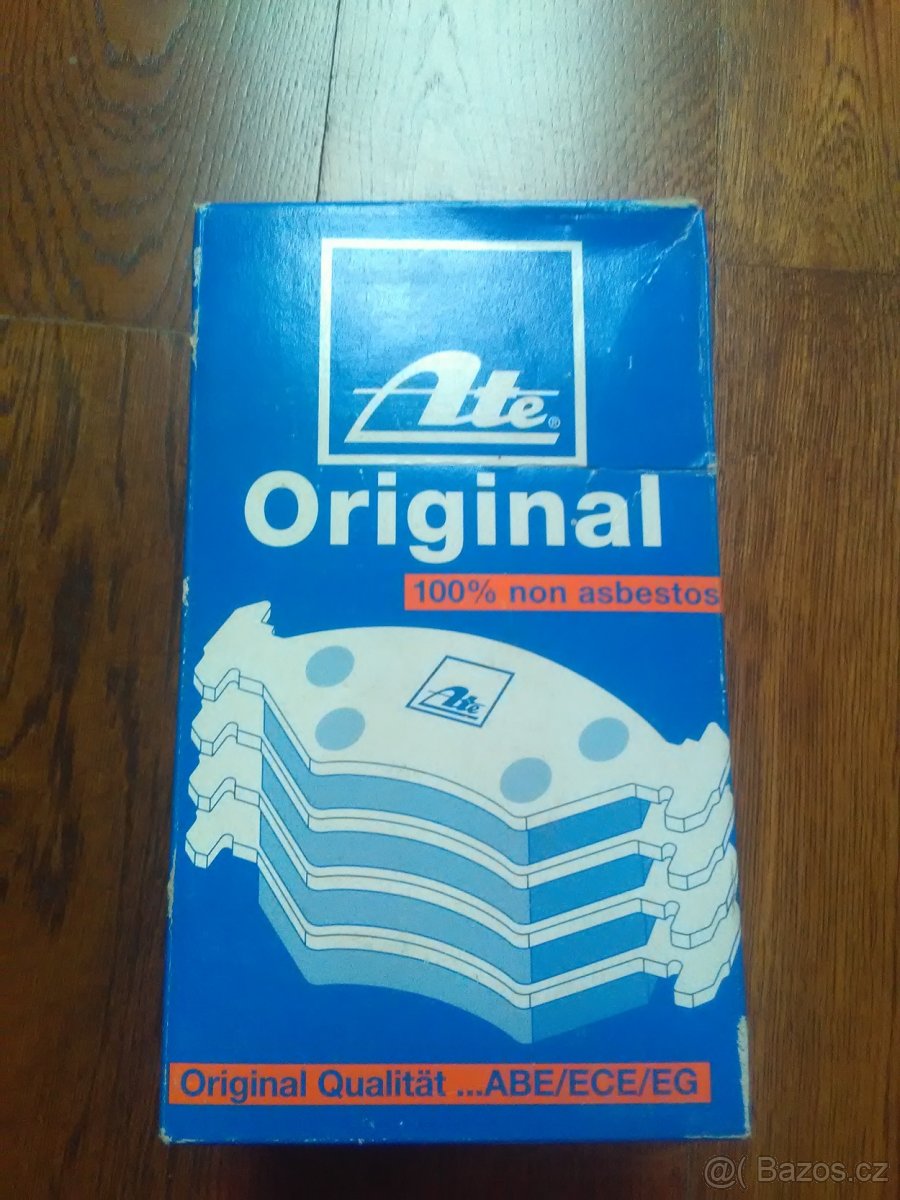 Ate®
Original
100% non asbestos
Ate
Original Qualität ...ABE/ECE/EG
@( Bazos.cz